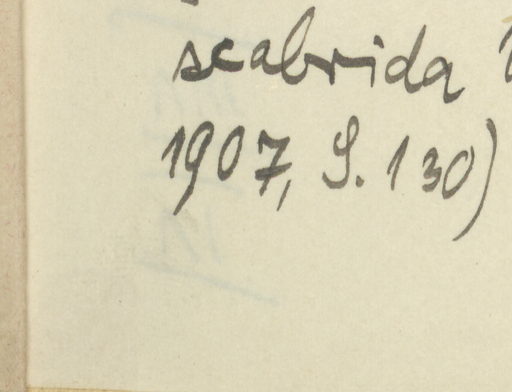 scabrida
1907, S. 130)